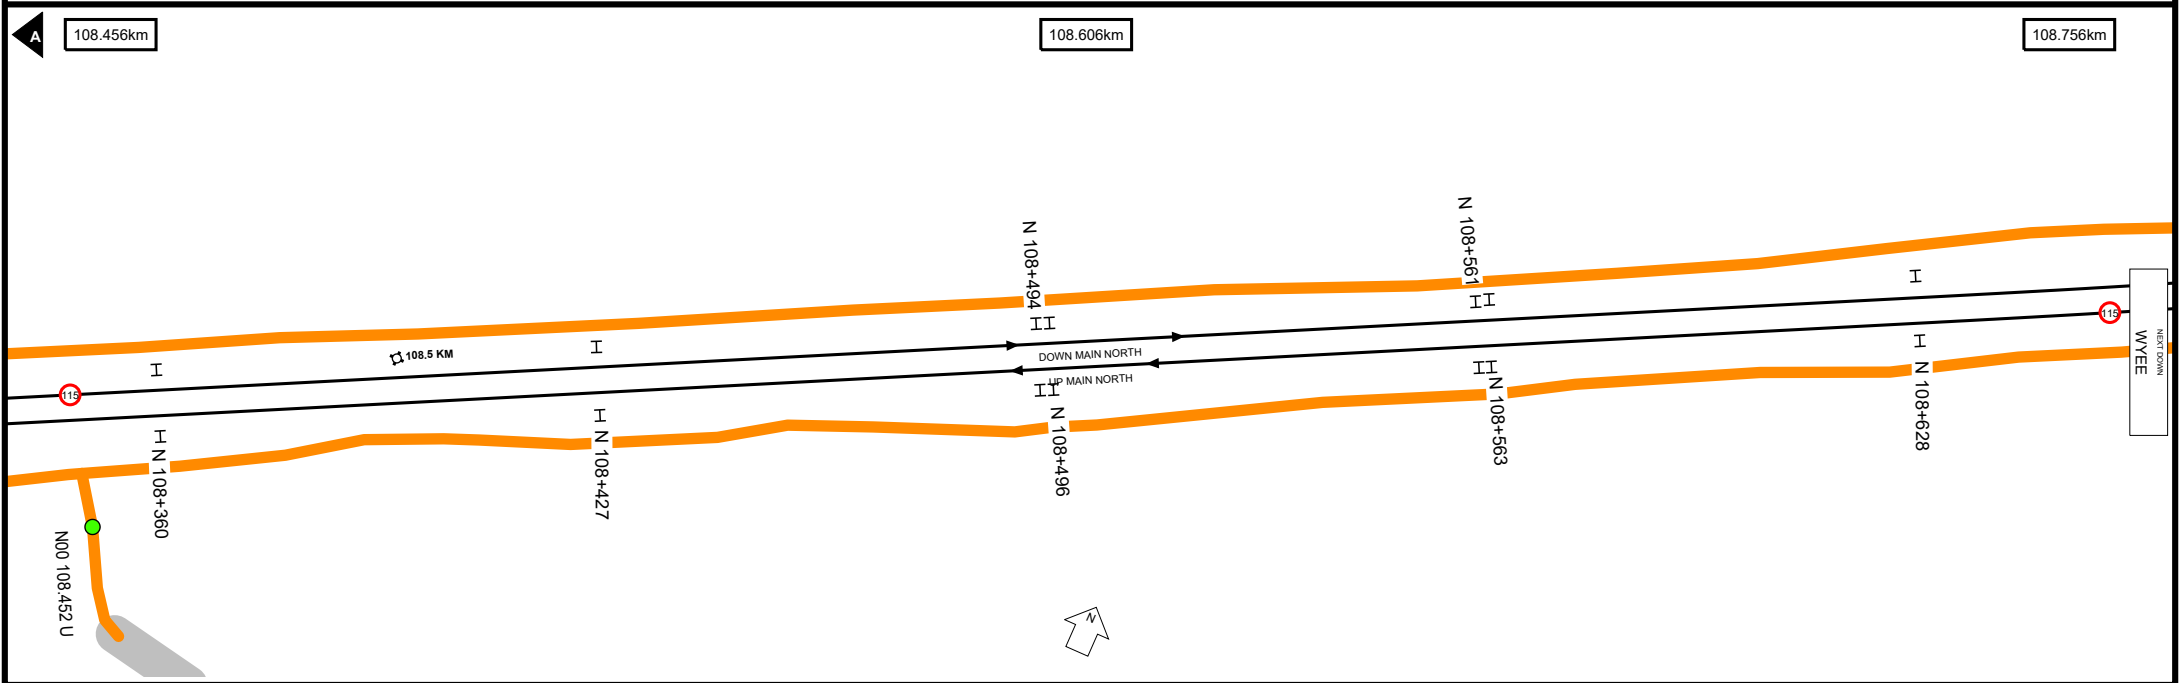 A
108.456km
108.606km
108.756km
N 108+494
N 108+561
108.5 KM
DOWN MAIN NORTH
UP MAIN NORTH
115
115
NEXT DOWN
WYEE
N 108+360
N 108+427
N 108+496
N 108+563
N 108+628
N00 108.452 U
N